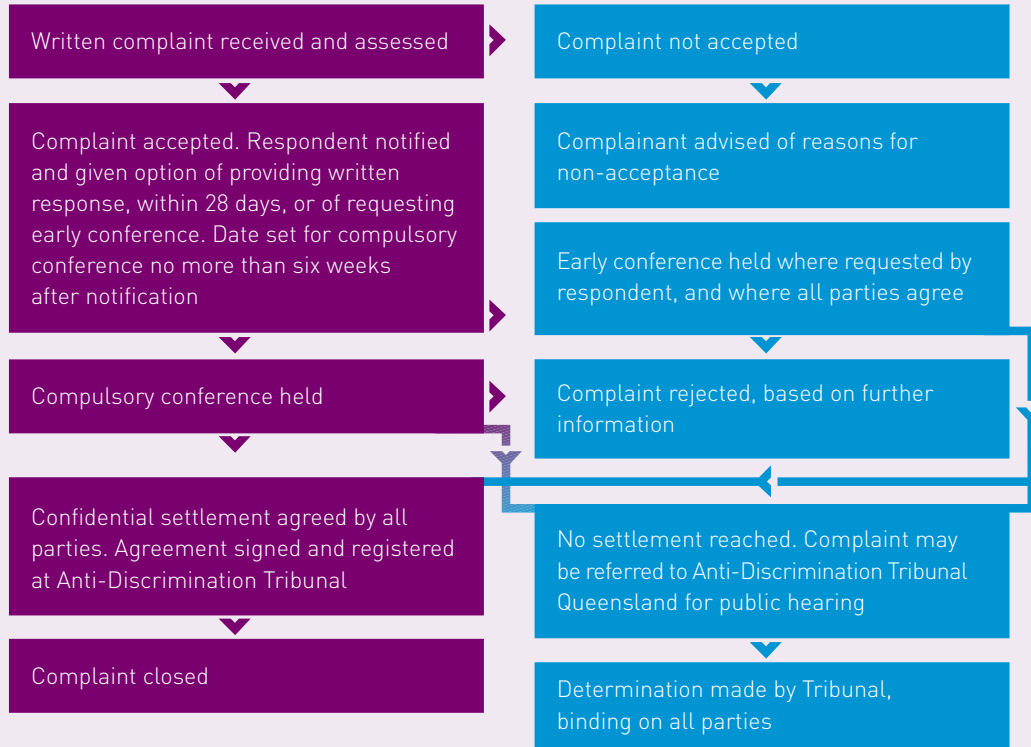 Written complaint received and assessed
Complaint not accepted
Complaint accepted. Respondent notified
and given option of providing written
response, within 28 days, or of requesting
early conference. Date set for compulsory
conference no more than six weeks
after notification
Complainant advised of reasons for
non-acceptance
Early conference held where requested by
respondent, and where all parties agree
Compulsory conference held
Complaint rejected, based on further
information
Confidential settlement agreed by all
parties. Agreement signed and registered
at Anti-Discrimination Tribunal
No settlement reached. Complaint may
be referred to Anti-Discrimination Tribunal
Queensland for public hearing
Complaint closed
Determination made by Tribunal,
binding on all parties